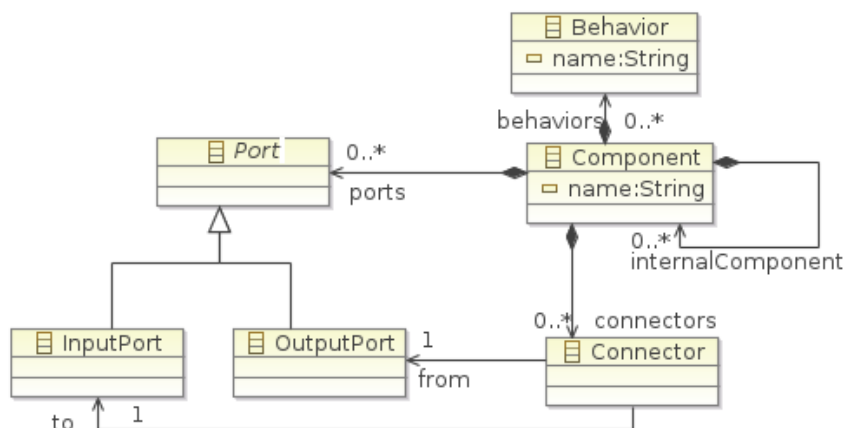 Behavior
name:String
behaviors 0..*
Port
0..*
ports
Component
name:String
0..*
internalComponent
0..* connectors
InputPort
OutputPort
1
from
Connector
to 1